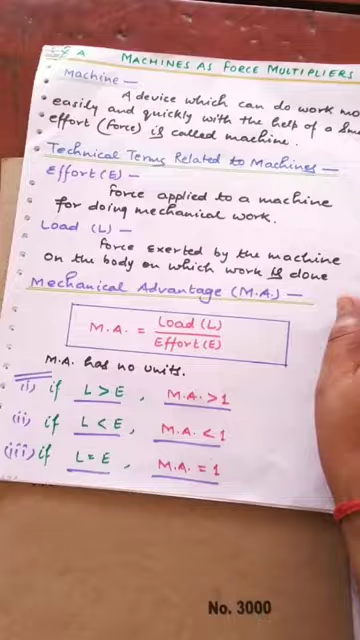 A MACHINES AS FORCE MULTIPLIERS
Machine —
A device which can do work mo
easily and quickly with the help of a
effort (force) is called machine.
Technical Terms Related to Machines—
Effort (E) —
Force applied to a machine
for doing mechanical work.
Load (L) —
Force exerted by the machine
on the body on which work is done
Mechanical Advantage (M.A.) —
M.A. = Load (L) / Effort (E)
M.A. has no units.
(i) if L > E, M.A. > 1
(ii) if L < E, M.A. < 1
(iii) if L = E, M.A. = 1
No. 3000